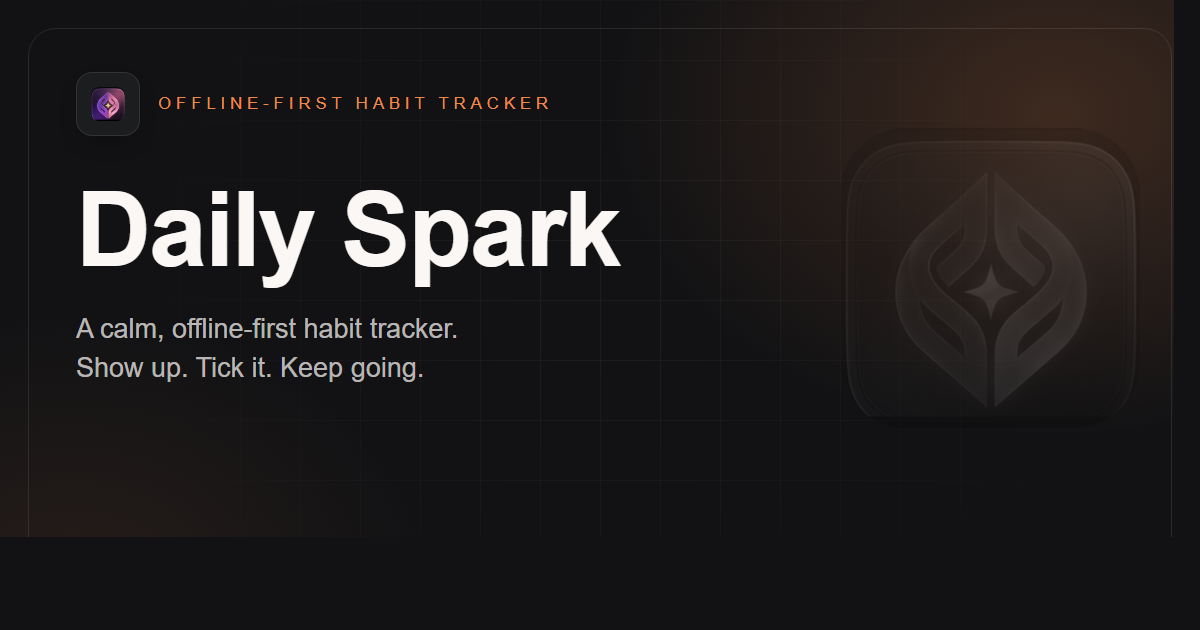 OFFLINE-FIRST HABIT TRACKER
Daily Spark
A calm, offline-first habit tracker.
Show up. Tick it. Keep going.